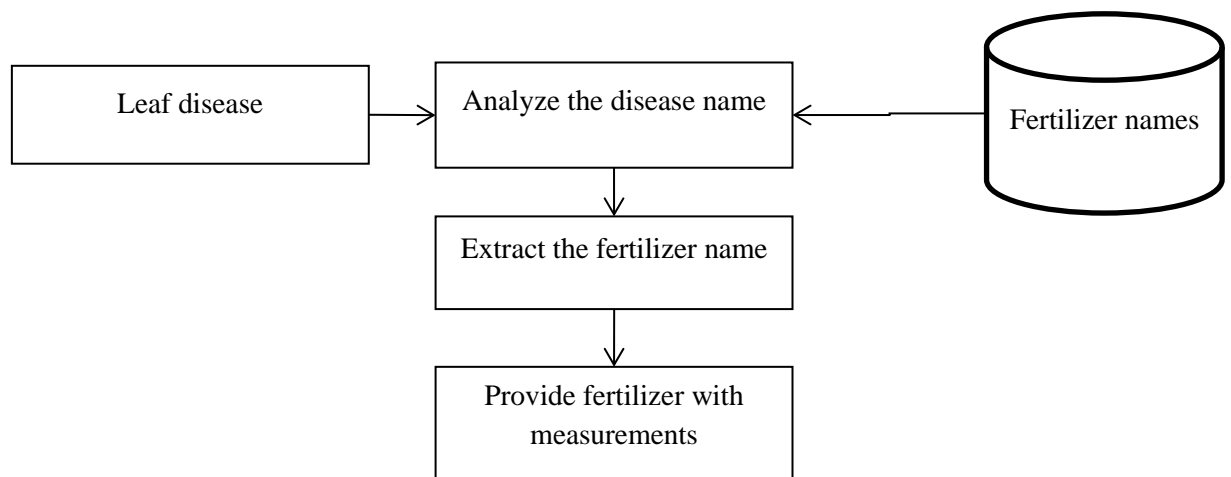 Leaf disease
Analyze the disease name
Fertilizer names
Extract the fertilizer name
Provide fertilizer with
measurements